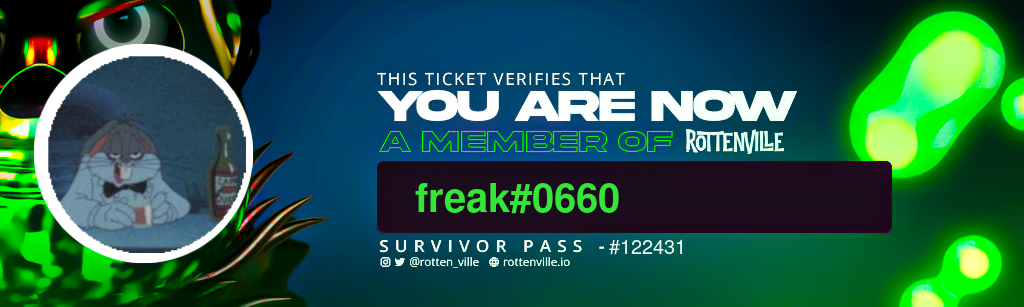 THIS TICKET VERIFIES THAT
YOU ARE NOW
A MEMBER OF ROTTENVILLE
freak#0660
SURVIVOR PASS - #122431
@rotten_ville rottenville.io